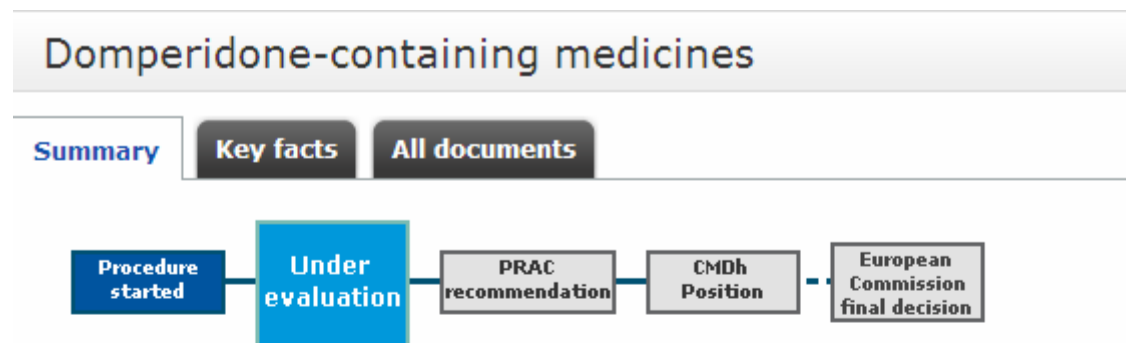 Domperidone-containing medicines
Summary
Key facts
All documents
Procedure
started
Under
evaluation
PRAC
recommendation
CMDh
Position
European
Commission
final decision